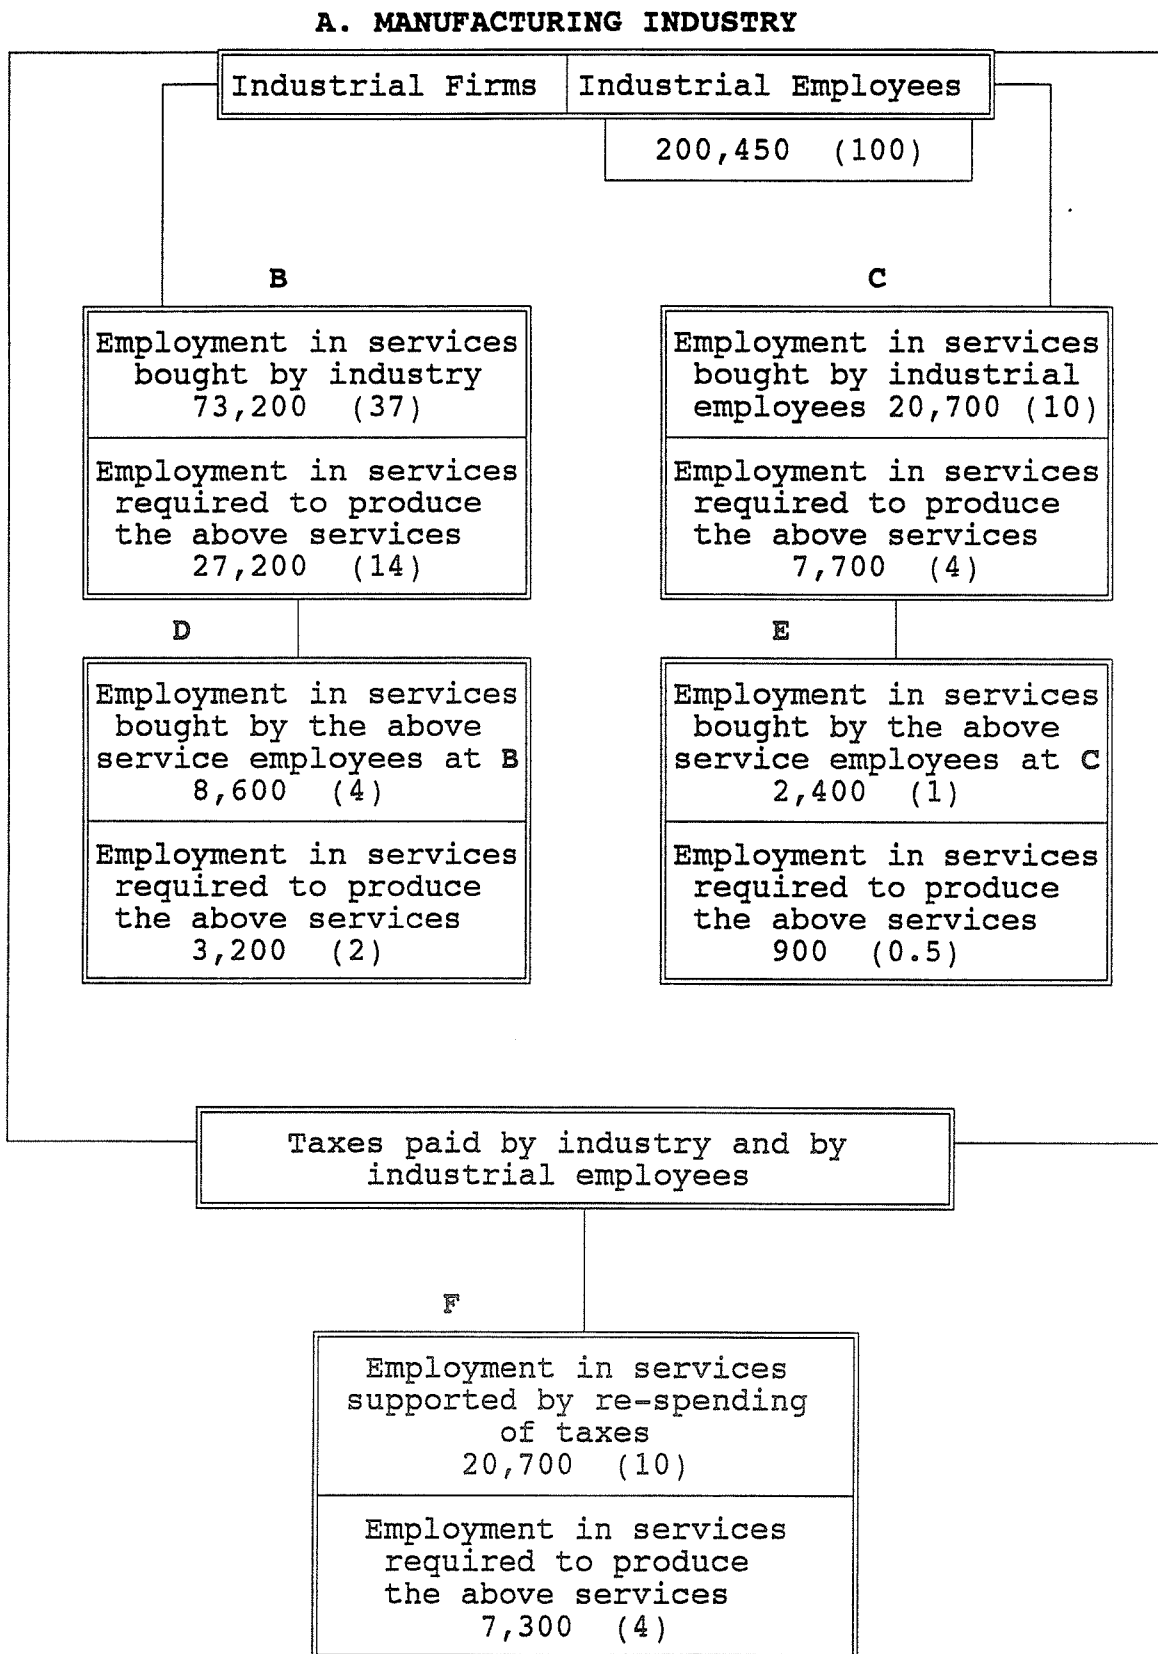 A. MANUFACTURING INDUSTRY
Industrial Firms Industrial Employees
200,450 (100)
B
Employment in services
bought by industry
73,200 (37)
Employment in services
required to produce
the above services
27,200 (14)
C
Employment in services
bought by industrial
employees 20,700 (10)
Employment in services
required to produce
the above services
7,700 (4)
D
Employment in services
bought by the above
service employees at B
8,600 (4)
Employment in services
required to produce
the above services
3,200 (2)
E
Employment in services
bought by the above
service employees at C
2,400 (1)
Employment in services
required to produce
the above services
900 (0.5)
Taxes paid by industry and by
industrial employees
F
Employment in services
supported by re-spending
of taxes
20,700 (10)
Employment in services
required to produce
the above services
7,300 (4)